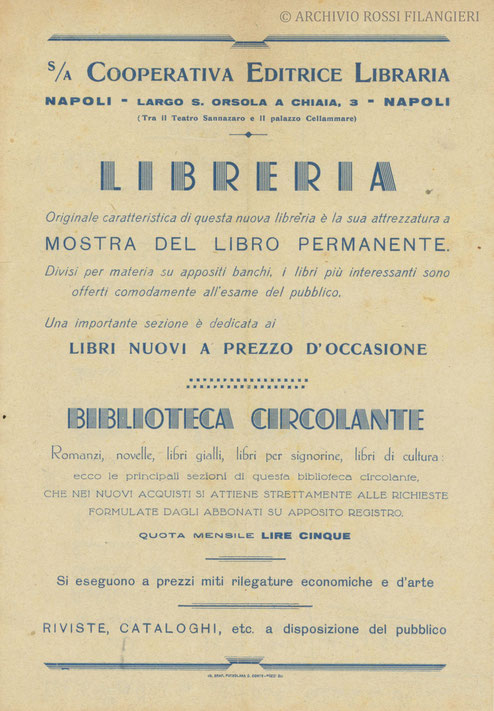 © ARCHIVIO ROSSI FILANGIERI
S/A COOPERATIVA EDITRICE LIBRARIA
NAPOLI - LARGO S. ORSOLA A CHIAIA, 3 - NAPOLI
(Tra il Teatro Sannazaro e il palazzo Cellammare)
LIBRERIA
Originale caratteristica di questa nuova libreria è la sua attrezzatura a
MOSTRA DEL LIBRO PERMANENTE.
Divisi per materia su appositi banchi, i libri più interessanti sono
offerti comodamente all'esame del pubblico.
Una importante sezione è dedicata ai
LIBRI NUOVI A PREZZO D'OCCASIONE
BIBLIOTECA CIRCOLANTE
Romanzi, novelle, libri gialli, libri per signorine, libri di cultura:
ecco le principali sezioni di questa biblioteca circolante,
CHE NEI NUOVI ACQUISTI SI ATTIENE STRETTAMENTE ALLE RICHIESTE
FORMULATE DAGLI ABBONATI SU APPOSITO REGISTRO.
QUOTA MENSILE LIRE CINQUE
Si eseguono a prezzi miti rilegature economiche e d'arte
RIVISTE, CATALOGHI, etc. a disposizione del pubblico